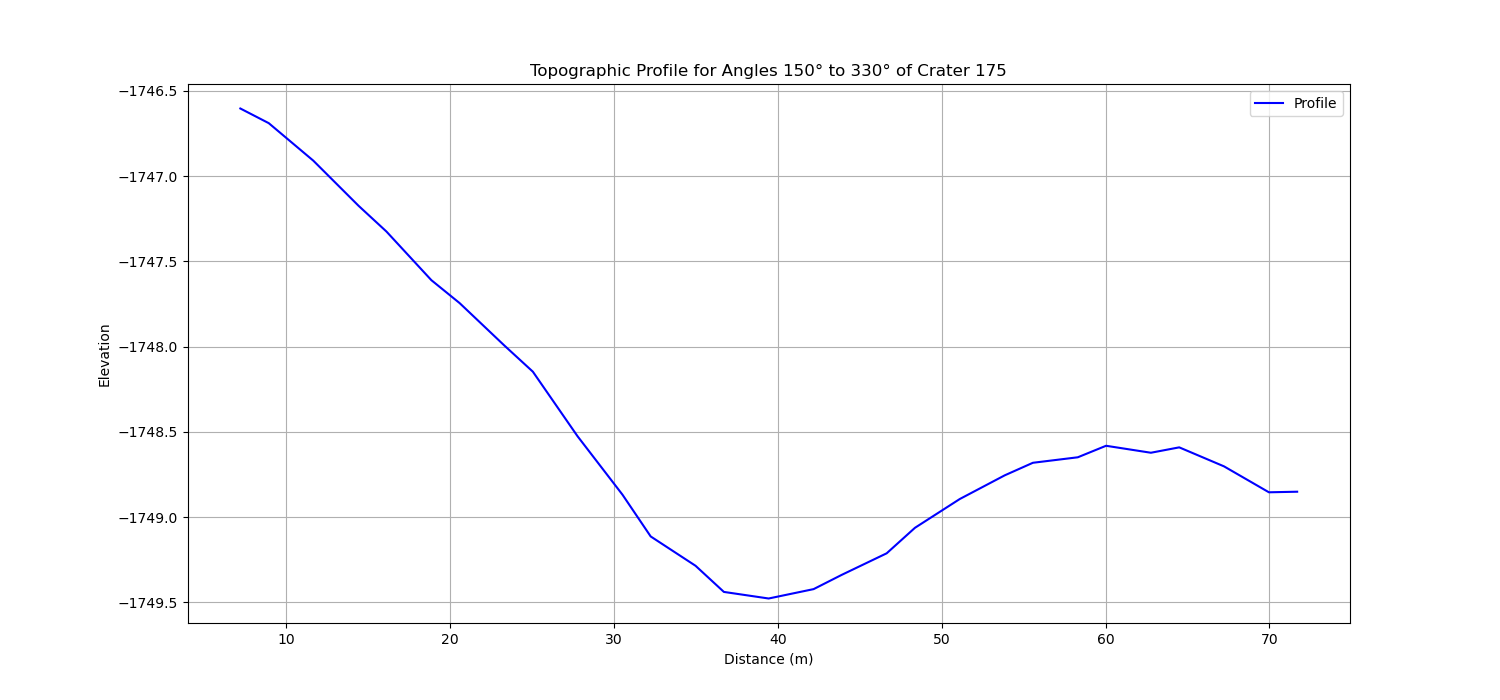 Topographic Profile for Angles 150° to 330° of Crater 175
Profile
−1746.5
−1747.0
−1747.5
−1748.0
−1748.5
−1749.0
−1749.5
Elevation
10 20 30 40 50 60 70
Distance (m)